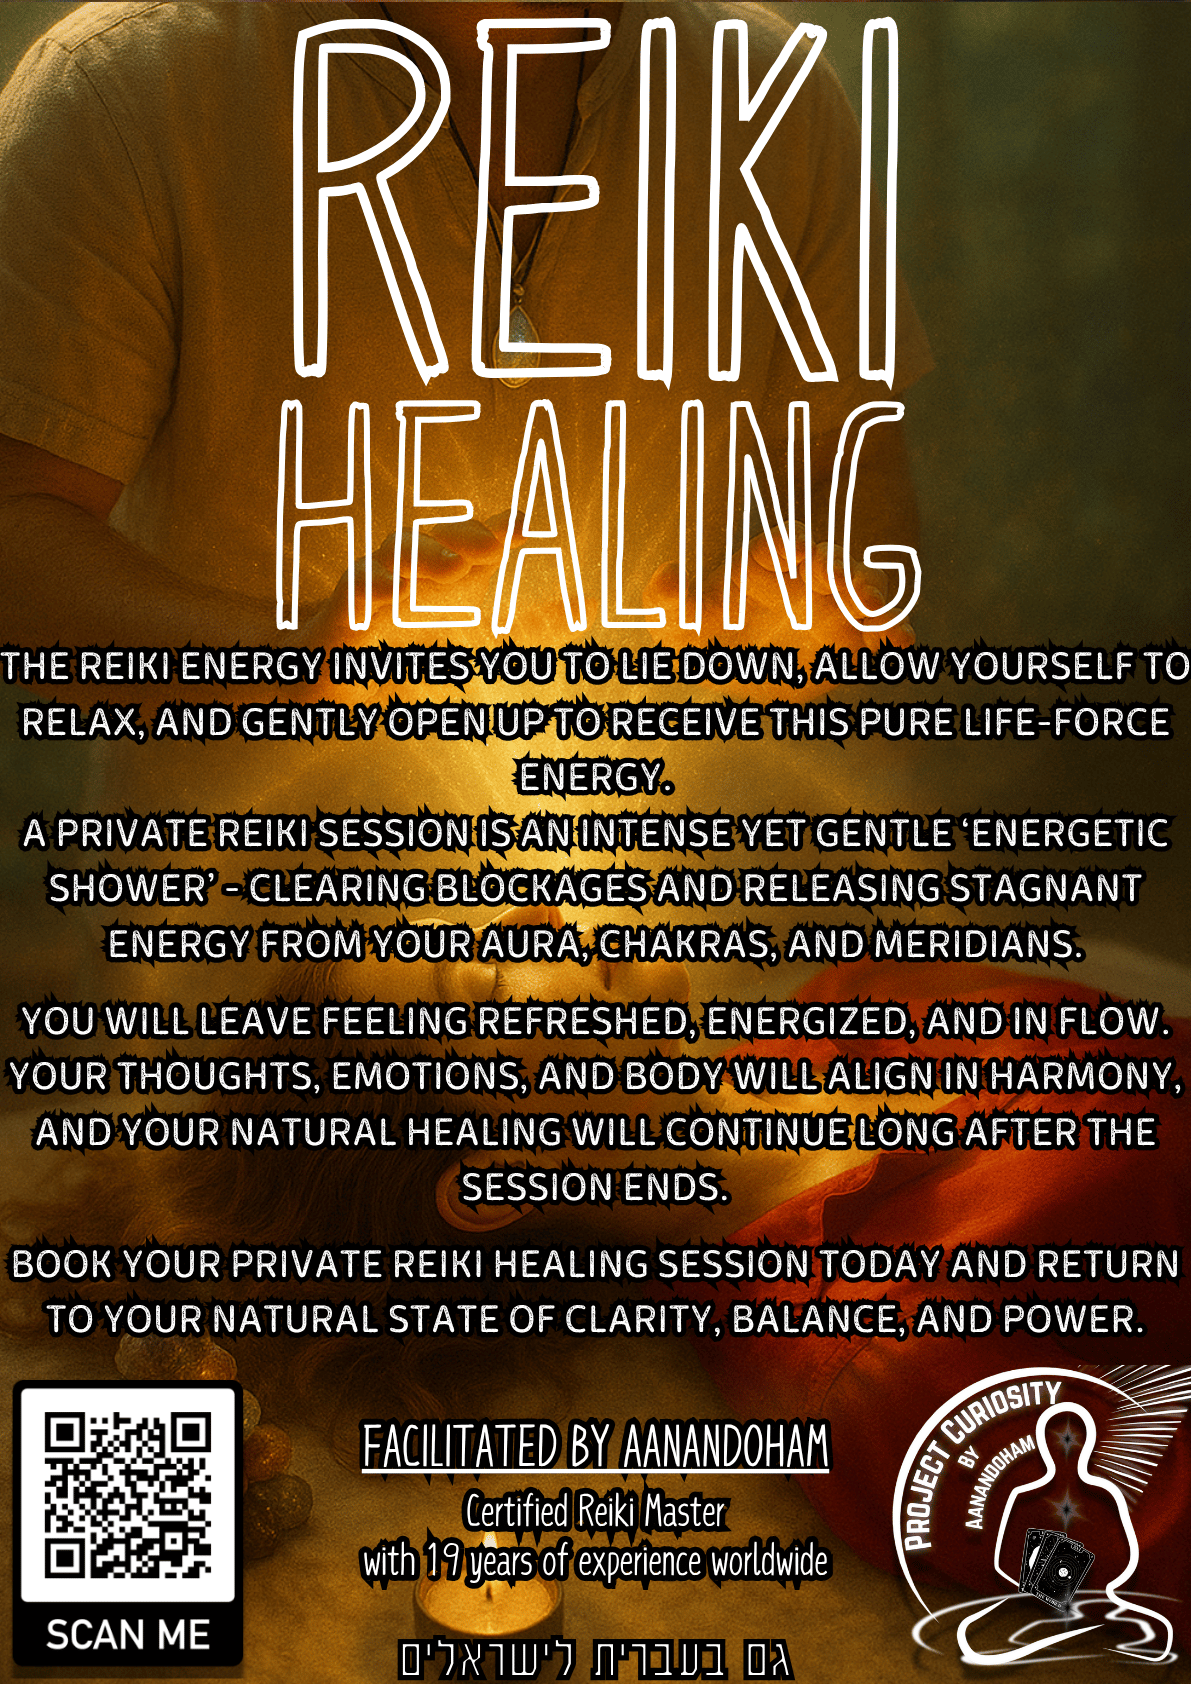 REIKI
HEALING
THE REIKI ENERGY INVITES YOU TO LIE DOWN, ALLOW YOURSELF TO
RELAX, AND GENTLY OPEN UP TO RECEIVE THIS PURE LIFE-FORCE
ENERGY.
A PRIVATE REIKI SESSION IS AN INTENSE YET GENTLE ‘ENERGETIC
SHOWER’ - CLEARING BLOCKAGES AND RELEASING STAGNANT
ENERGY FROM YOUR AURA, CHAKRAS, AND MERIDIANS.
YOU WILL LEAVE FEELING REFRESHED, ENERGIZED, AND IN FLOW.
YOUR THOUGHTS, EMOTIONS, AND BODY WILL ALIGN IN HARMONY,
AND YOUR NATURAL HEALING WILL CONTINUE LONG AFTER THE
SESSION ENDS.
BOOK YOUR PRIVATE REIKI HEALING SESSION TODAY AND RETURN
TO YOUR NATURAL STATE OF CLARITY, BALANCE, AND POWER.
SCAN ME
FACILITATED BY AANANDOHAM
Certified Reiki Master
with 19 years of experience worldwide
גם בעברית לישראלים
PROJECT CURIOSITY
BY
AANANDOHAM